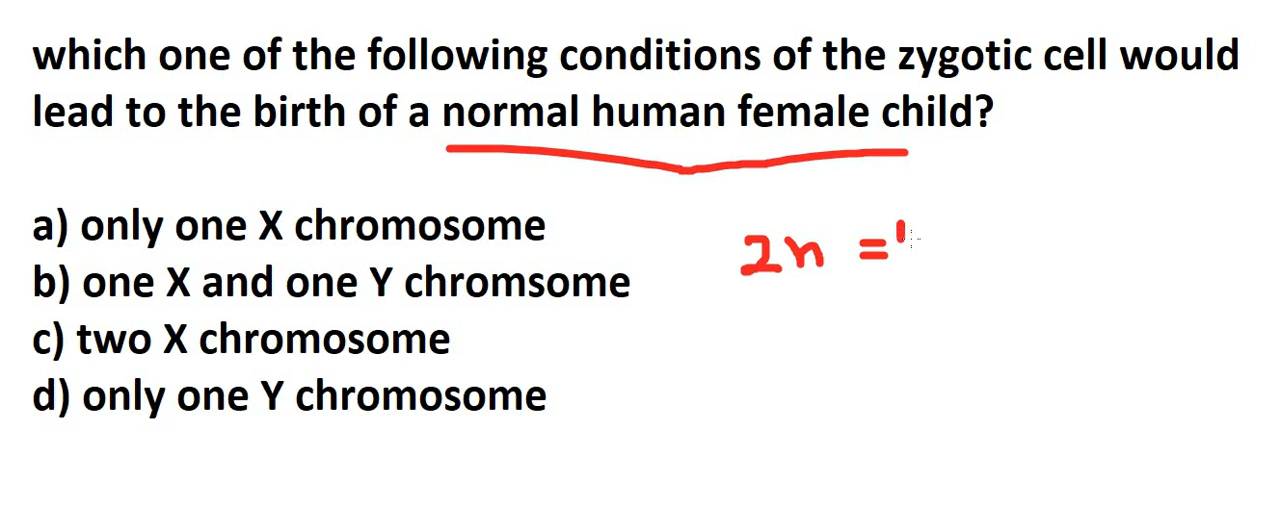 which one of the following conditions of the zygotic cell would
lead to the birth of a normal human female child?
a) only one X chromosome
2n =
b) one X and one Y chromsome
c) two X chromosome
d) only one Y chromosome